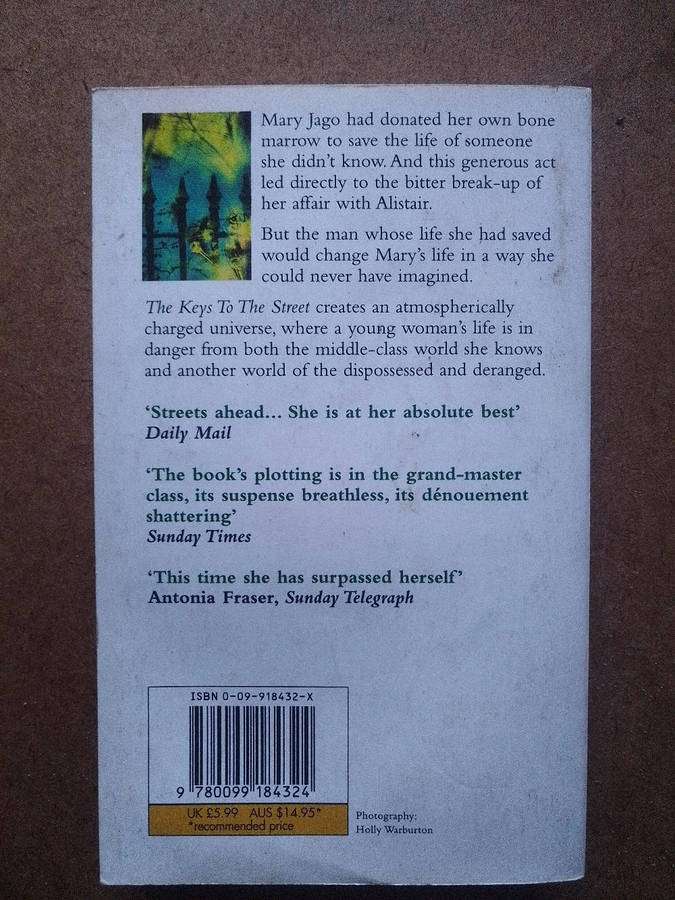 Mary Jago had donated her own bone
marrow to save the life of someone
she didn't know. And this generous act
led directly to the bitter break-up of
her affair with Alistair.
But the man whose life she had saved
would change Mary's life in a way she
could never have imagined.
The Keys To The Street creates an atmospherically
charged universe, where a young woman's life is in
danger from both the middle-class world she knows
and another world of the dispossessed and deranged.
‘Streets ahead... She is at her absolute best’
Daily Mail
‘The book's plotting is in the grand-master
class, its suspense breathless, its dénouement
shattering’
Sunday Times
‘This time she has surpassed herself’
Antonia Fraser, Sunday Telegraph
ISBN 0-09-918432-X
9 780099 184324
UK £5.99 AUS $14.95*
*recommended price
Photography:
Holly Warburton